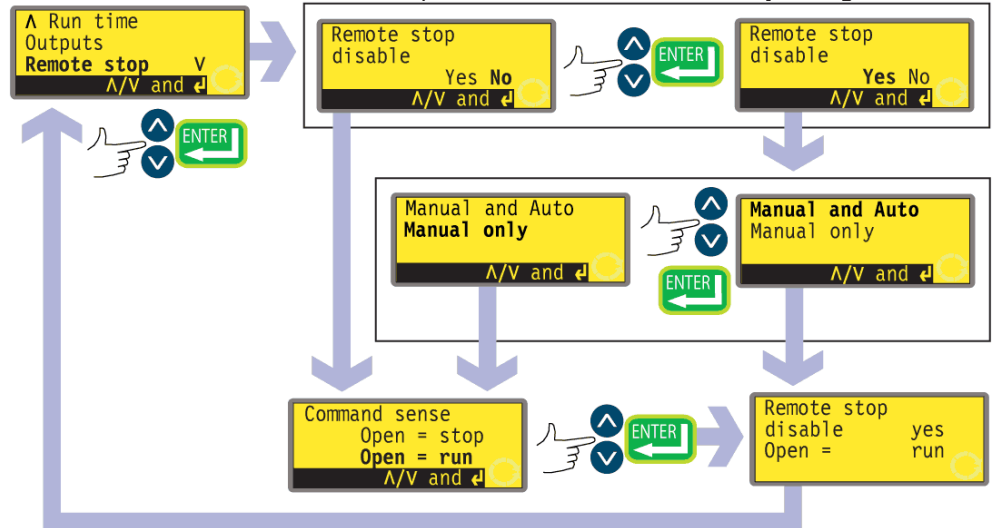 Λ Run time
Outputs
Remote stop V
Λ/V and ↲
ENTER
Remote stop
disable
Yes No
Λ/V and ↲
ENTER
Remote stop
disable
Yes No
Λ/V and ↲
Manual and Auto
Manual only
Λ/V and ↲
ENTER
Manual and Auto
Manual only
Λ/V and ↲
Command sense
Open = stop
Open = run
Λ/V and ↲
ENTER
Remote stop
disable yes
Open = run